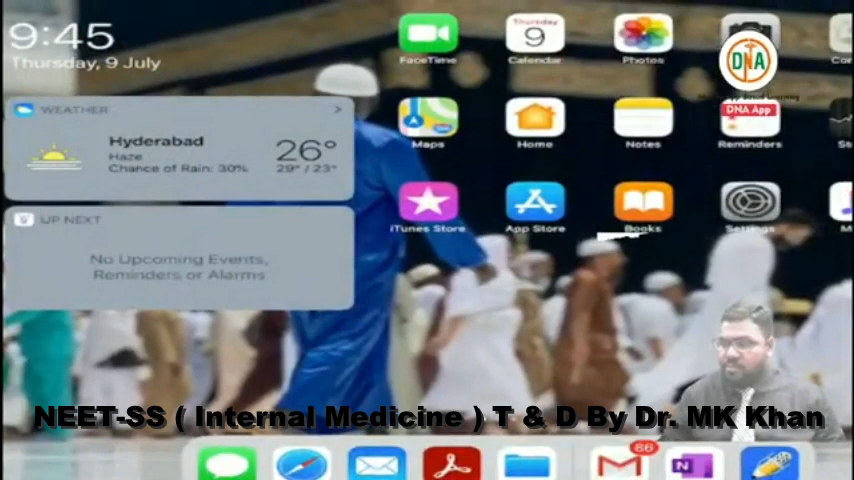 9:45
Thursday, 9 July
WEATHER
Hyderabad
Haze
Chance of Rain: 30%
26°
29° / 23°
UP NEXT
No Upcoming Events,
Reminders or Alarms
FaceTime
Thursday
9
Calendar
Photos
DNA
DNA App
Maps
Home
Notes
Reminders
iTunes Store
App Store
Books
Settings
NEET-SS ( Internal Medicine ) T & D By Dr. MK Khan
86
N